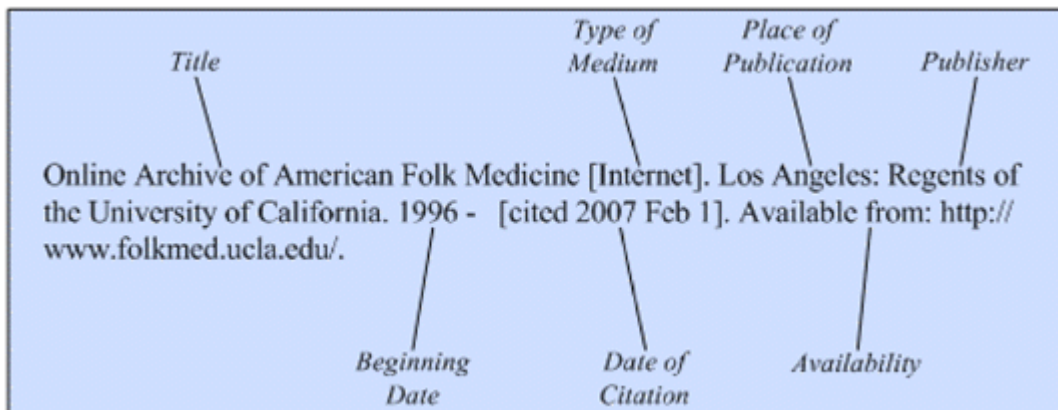 Type of Place of
Title Medium Publication Publisher
Online Archive of American Folk Medicine [Internet]. Los Angeles: Regents of
the University of California. 1996 - [cited 2007 Feb 1]. Available from: http://
www.folkmed.ucla.edu/.
Beginning Date of Availability
Date Citation